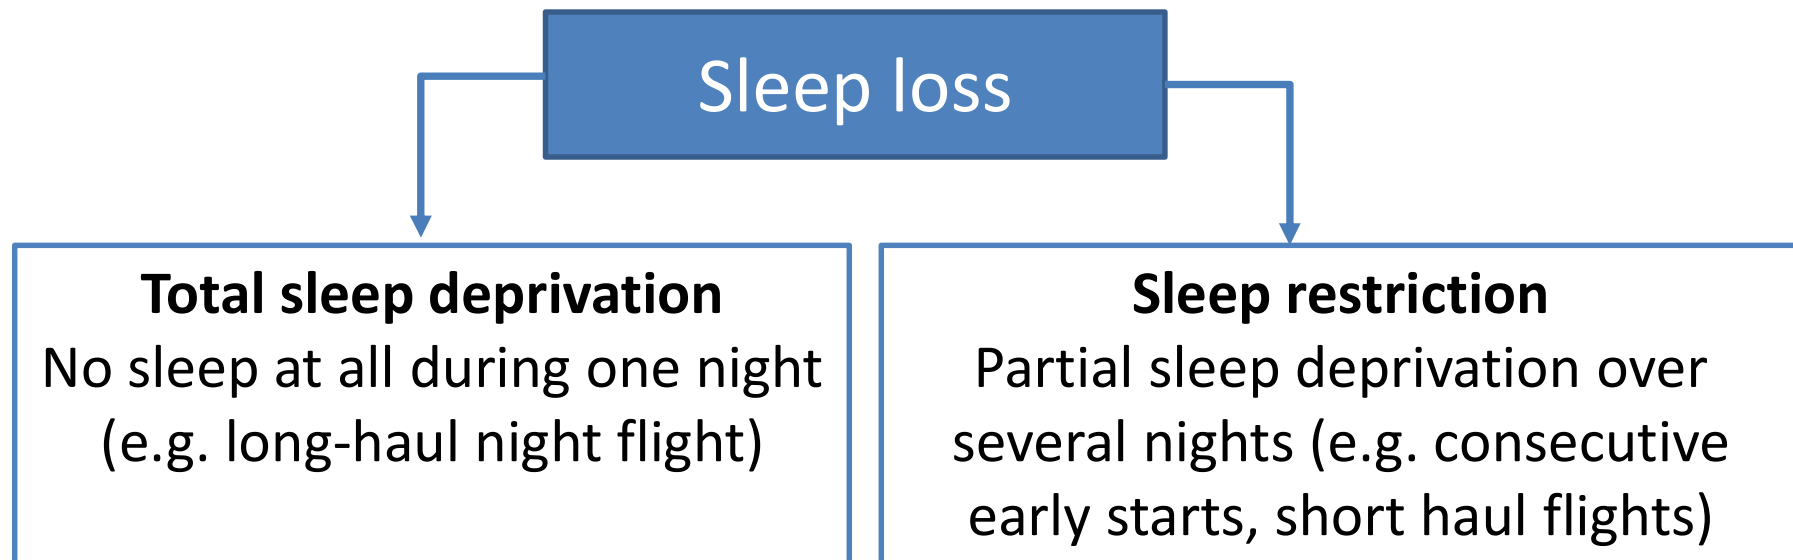 Sleep loss
Total sleep deprivation
No sleep at all during one night
(e.g. long-haul night flight)
Sleep restriction
Partial sleep deprivation over
several nights (e.g. consecutive
early starts, short haul flights)